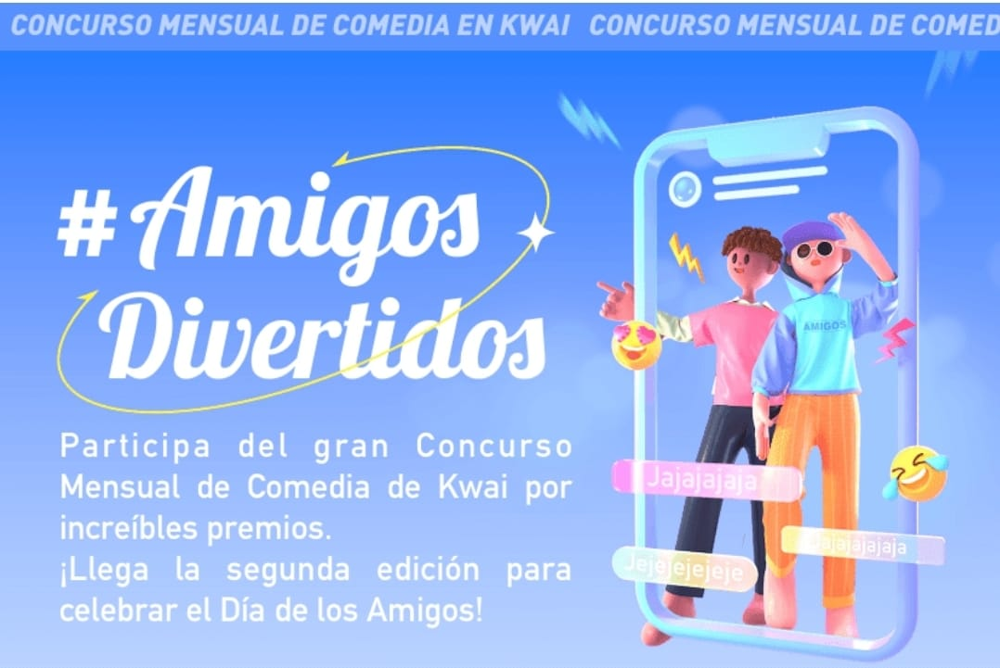 CONCURSO MENSUAL DE COMEDIA EN KWAI CONCURSO MENSUAL DE COMED
#Amigos
Divertidos
Participa del gran Concurso
Mensual de Comedia de Kwai por
increíbles premios.
¡Llega la segunda edición para
celebrar el Día de los Amigos!
AMIGOS
Jajajajaja
Jajajajajaja
Jejejejejeje